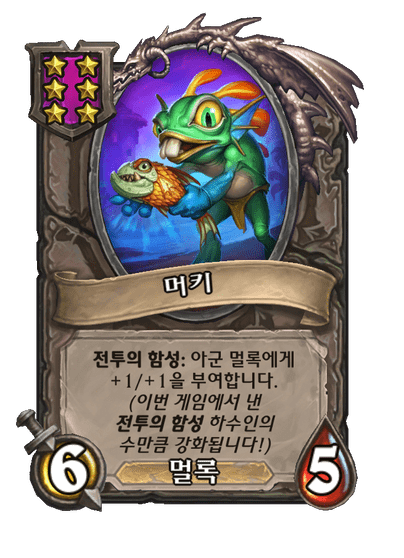 머키
전투의 함성: 아군 멀록에게
+1/+1을 부여합니다.
(이번 게임에서 낸
전투의 함성 하수인의
수만큼 강화됩니다!)
6
멀록
5